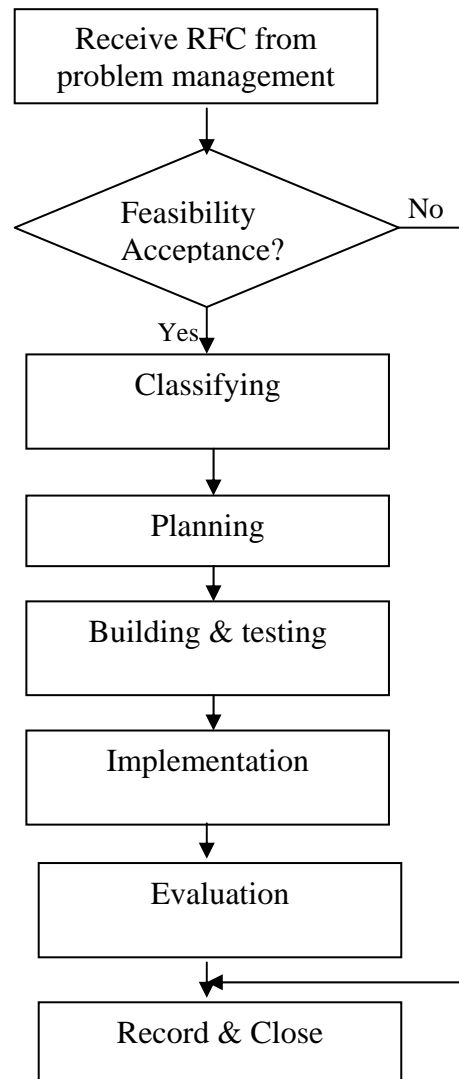 Receive RFC from
problem management
Feasibility
Acceptance?
No
Yes
Classifying
Planning
Building & testing
Implementation
Evaluation
Record & Close